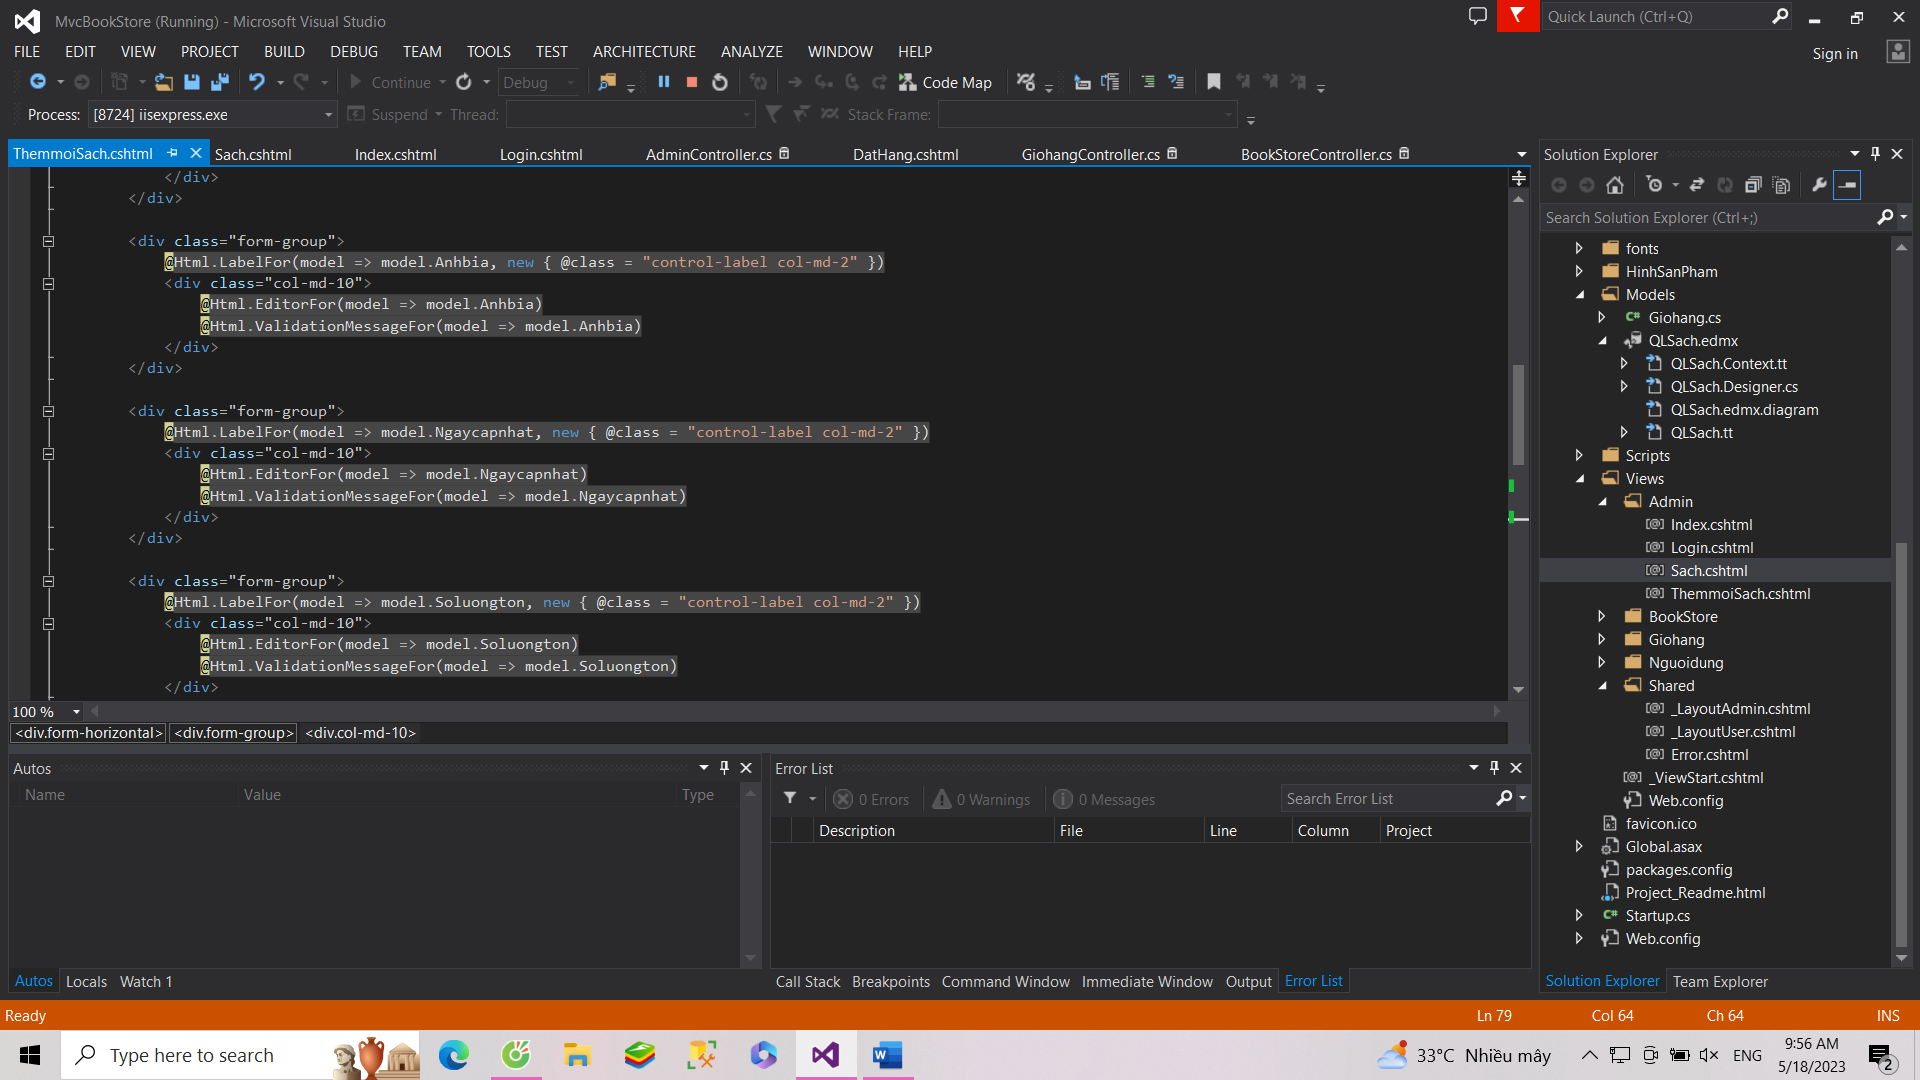 MvcBookStore (Running) - Microsoft Visual Studio
Quick Launch (Ctrl+Q)
FILE EDIT VIEW PROJECT BUILD DEBUG TEAM TOOLS TEST ARCHITECTURE ANALYZE WINDOW HELP
Sign in
Continue Debug Code Map
Process: [8724] iisexpress.exe Suspend Thread: Stack Frame:
ThemmoiSach.cshtml Sach.cshtml Index.cshtml Login.cshtml AdminController.cs DatHang.cshtml GiohangController.cs BookStoreController.cs
</div>
</div>
<div class="form-group">
@Html.LabelFor(model => model.Anhbia, new { @class = "control-label col-md-2" })
<div class="col-md-10">
@Html.EditorFor(model => model.Anhbia)
@Html.ValidationMessageFor(model => model.Anhbia)
</div>
</div>
<div class="form-group">
@Html.LabelFor(model => model.Ngaycapnhat, new { @class = "control-label col-md-2" })
<div class="col-md-10">
@Html.EditorFor(model => model.Ngaycapnhat)
@Html.ValidationMessageFor(model => model.Ngaycapnhat)
</div>
</div>
<div class="form-group">
@Html.LabelFor(model => model.Soluongton, new { @class = "control-label col-md-2" })
<div class="col-md-10">
@Html.EditorFor(model => model.Soluongton)
@Html.ValidationMessageFor(model => model.Soluongton)
</div>
100 %
<div.form-horizontal> <div.form-group> <div.col-md-10>
Autos
Name Value Type
Autos Locals Watch 1
Error List
0 Errors 0 Warnings 0 Messages Search Error List
Description File Line Column Project
Call Stack Breakpoints Command Window Immediate Window Output Error List
Solution Explorer
Search Solution Explorer (Ctrl+;)
fonts
HinhSanPham
Models
Giohang.cs
QLSach.edmx
QLSach.Context.tt
QLSach.Designer.cs
QLSach.edmx.diagram
QLSach.tt
Scripts
Views
Admin
Index.cshtml
Login.cshtml
Sach.cshtml
ThemmoiSach.cshtml
BookStore
Giohang
Nguoidung
Shared
_LayoutAdmin.cshtml
_LayoutUser.cshtml
Error.cshtml
_ViewStart.cshtml
Web.config
favicon.ico
Global.asax
packages.config
Project_Readme.html
Startup.cs
Web.config
Solution Explorer Team Explorer
Ready Ln 79 Col 64 Ch 64 INS
Type here to search
33°C Nhiều mây
ENG
9:56 AM
5/18/2023
2